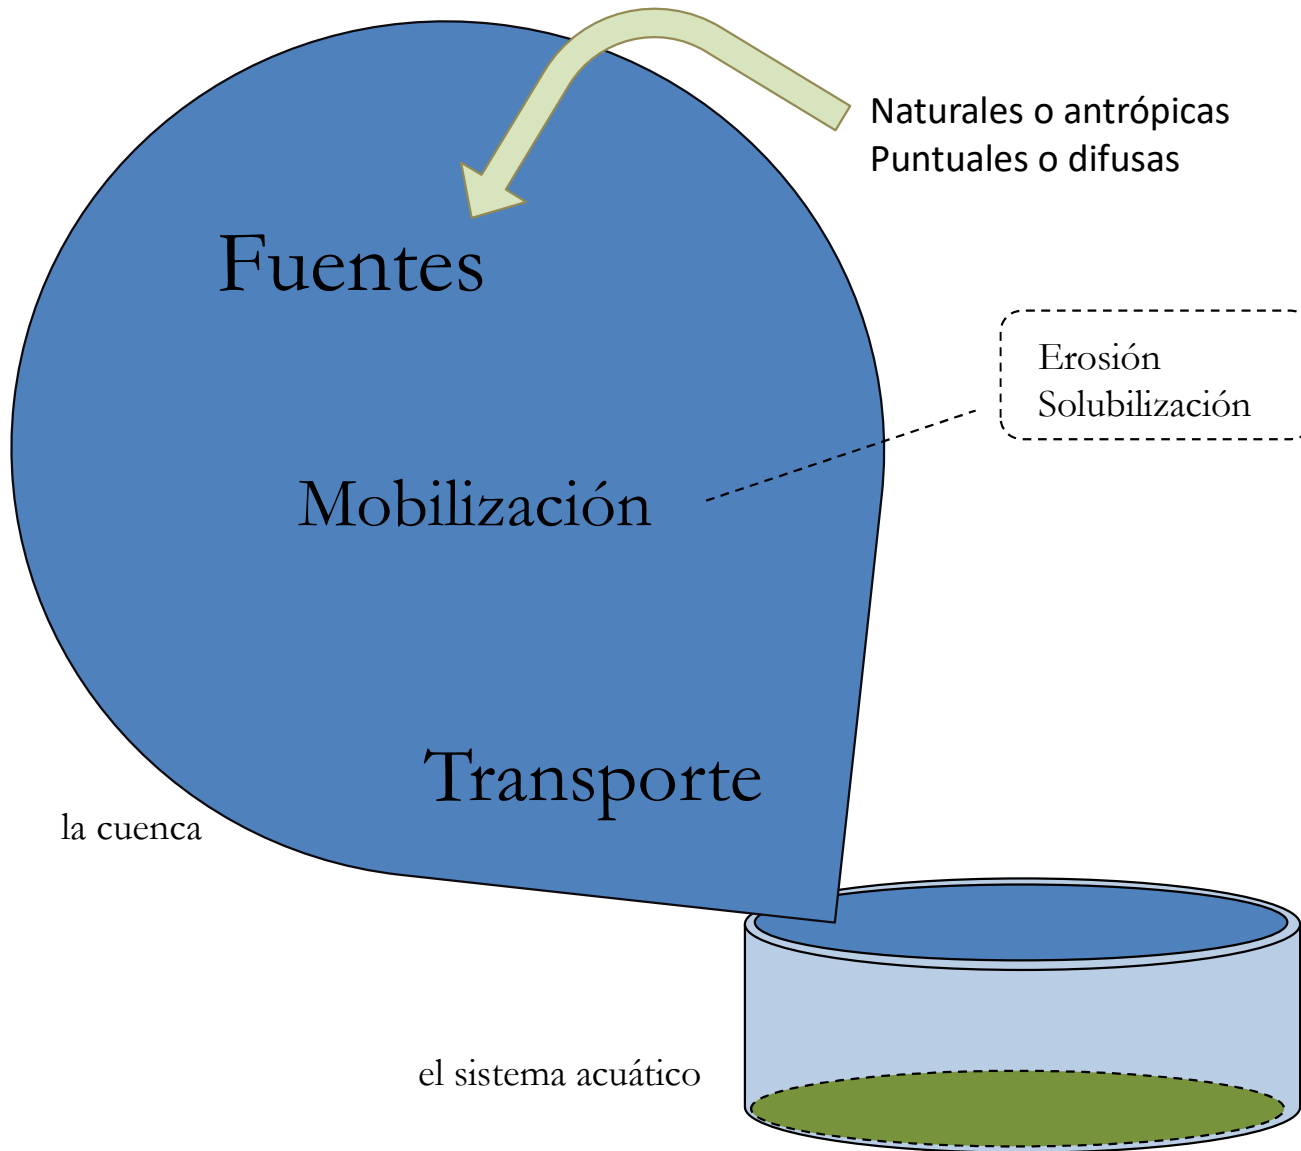 Naturales o antrópicas
Puntuales o difusas
Fuentes
Erosión
Solubilización
Mobilización
Transporte
la cuenca
el sistema acuático